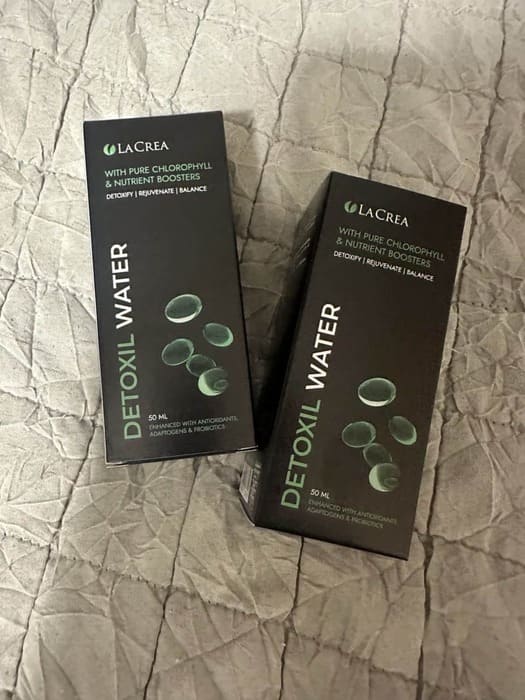 LACREA
WITH PURE CHLOROPHYLL
& NUTRIENT BOOSTERS
DETOXIFY | REJUVENATE | BALANCE
DETOXIL WATER
50 ML
ENHANCED WITH ANTIOXIDANTS,
ADAPTOGENS & PROBIOTICS
LACREA
WITH PURE CHLOROPHYLL
& NUTRIENT BOOSTERS
DETOXIFY | REJUVENATE | BALANCE
DETOXIL WATER
50 ML
ENHANCED WITH ANTIOXIDANTS,
ADAPTOGENS & PROBIOTICS